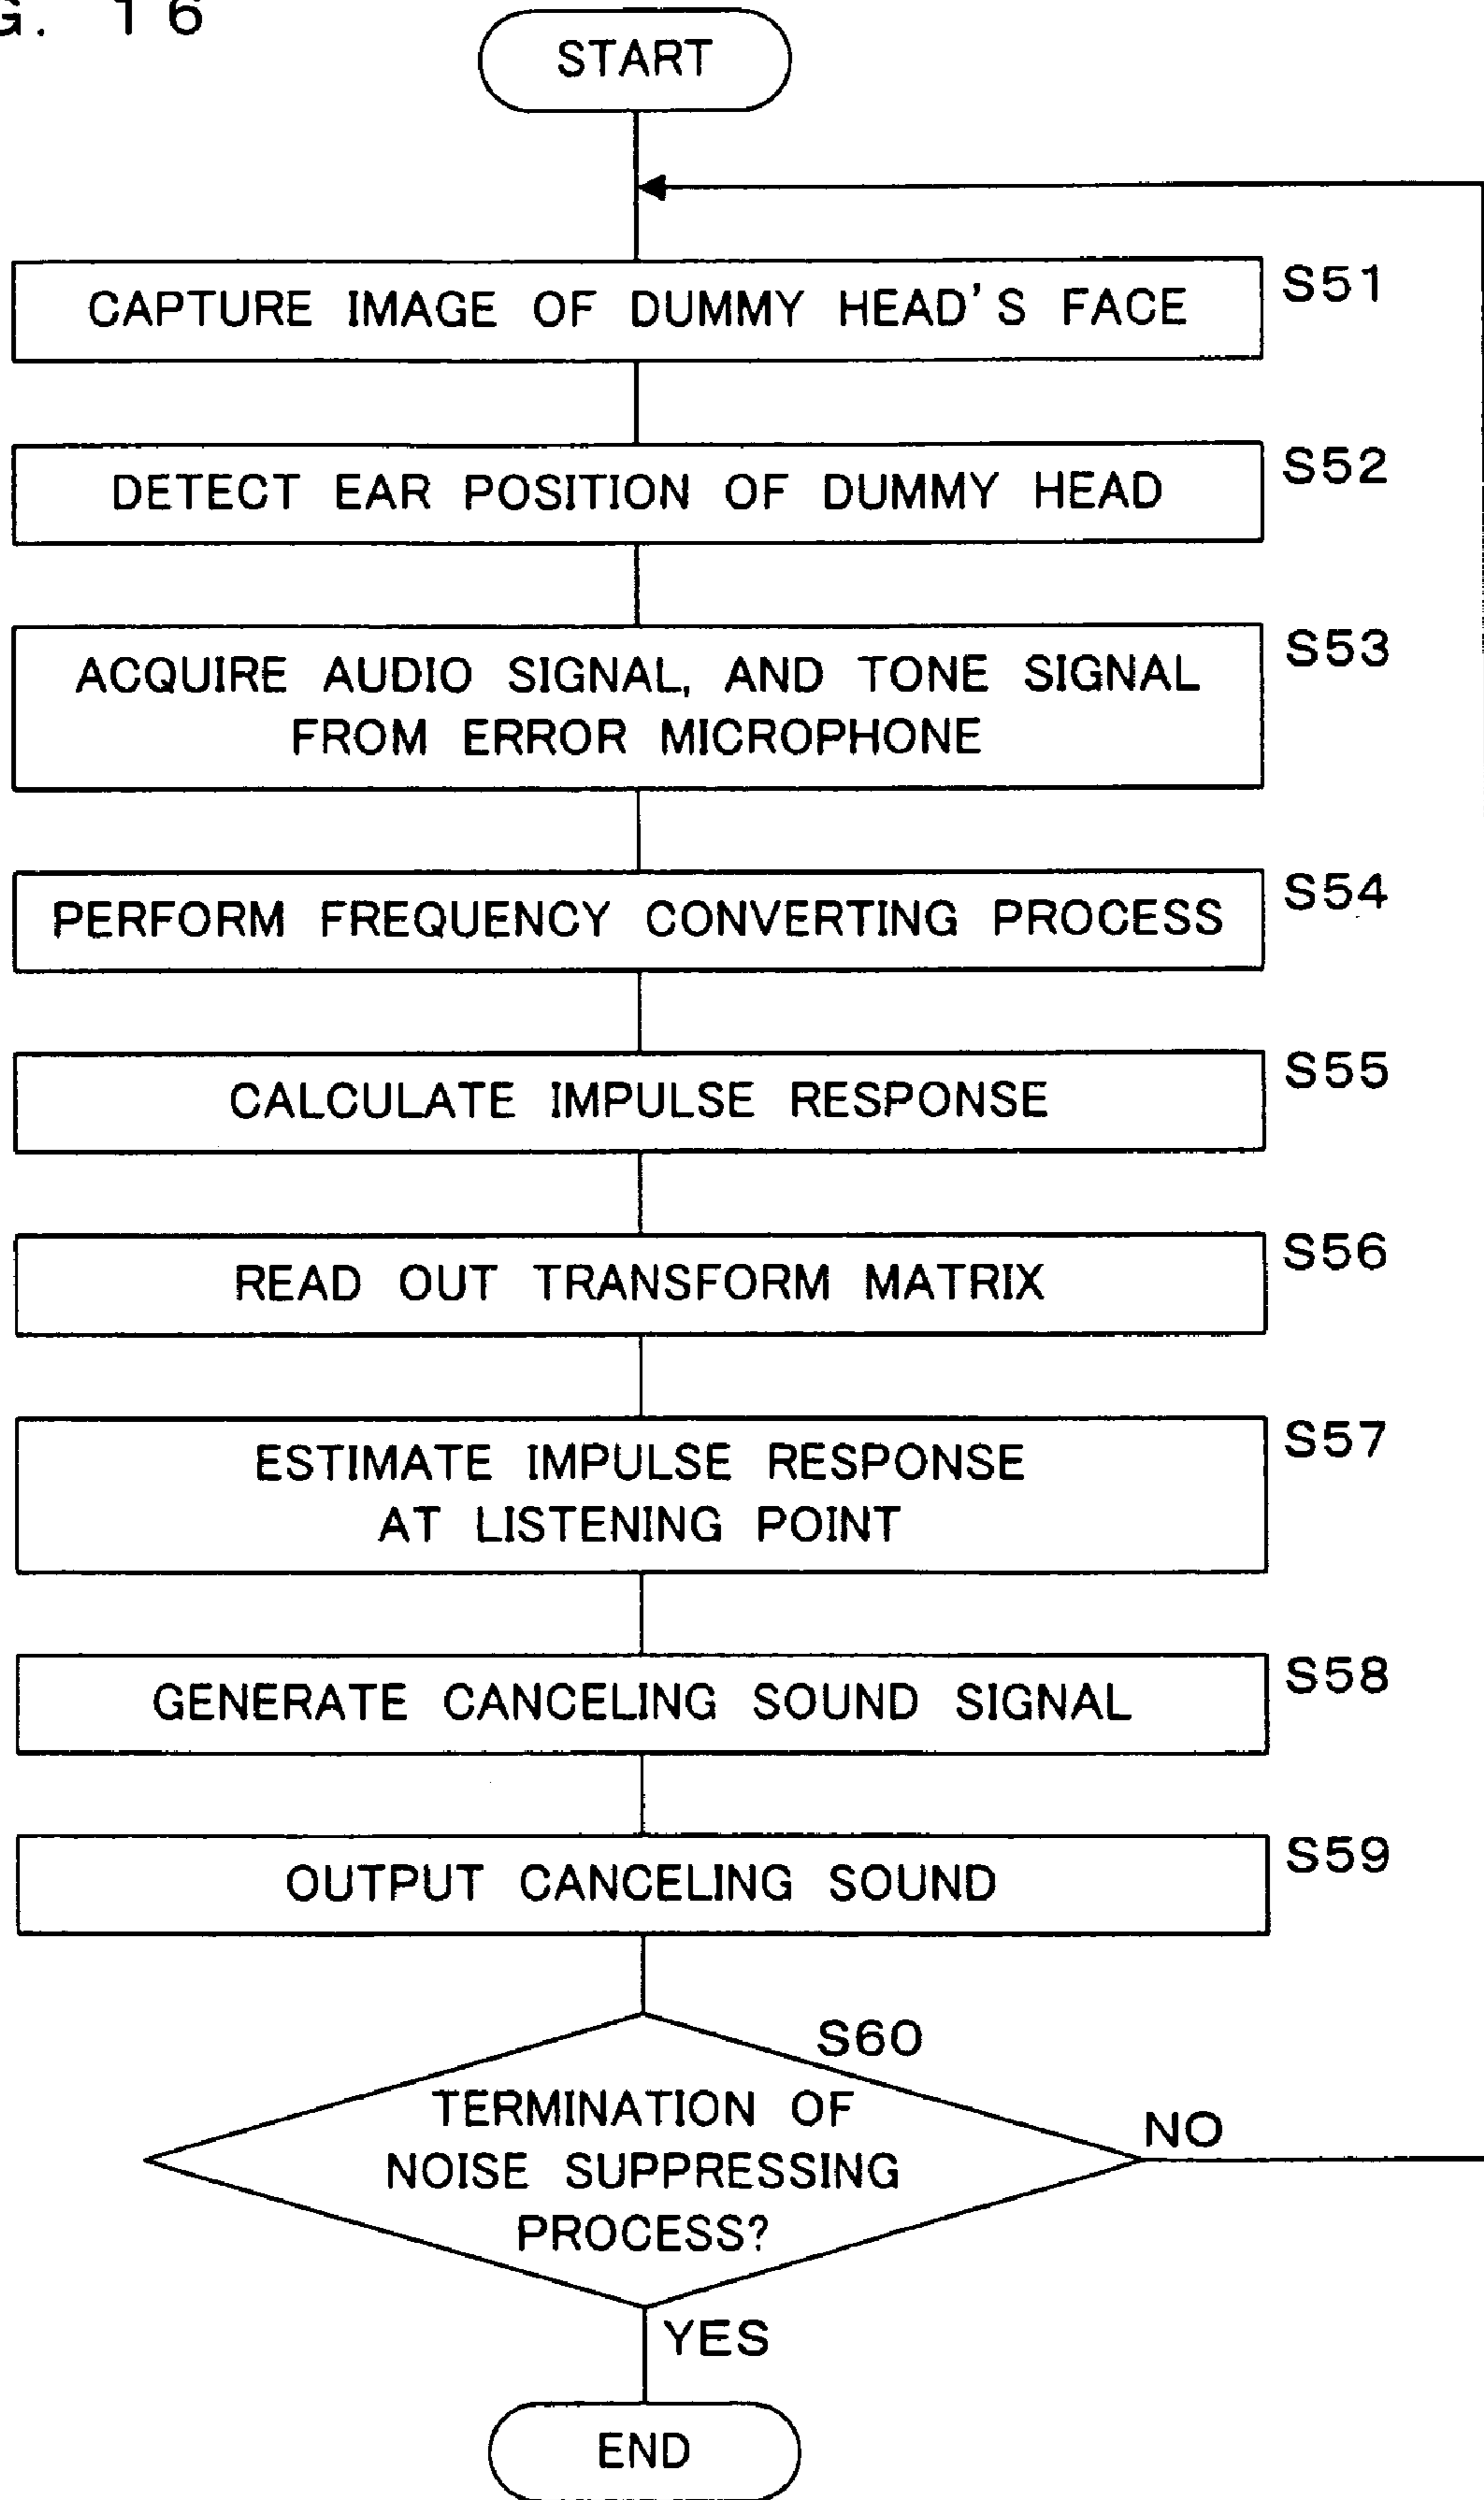 G. 16
START
CAPTURE IMAGE OF DUMMY HEAD'S FACE
S51
DETECT EAR POSITION OF DUMMY HEAD
S52
ACQUIRE AUDIO SIGNAL, AND TONE SIGNAL
FROM ERROR MICROPHONE
S53
PERFORM FREQUENCY CONVERTING PROCESS
S54
CALCULATE IMPULSE RESPONSE
S55
READ OUT TRANSFORM MATRIX
S56
ESTIMATE IMPULSE RESPONSE
AT LISTENING POINT
S57
GENERATE CANCELING SOUND SIGNAL
S58
OUTPUT CANCELING SOUND
S59
S60
TERMINATION OF
NOISE SUPPRESSING
PROCESS?
NO
YES
END